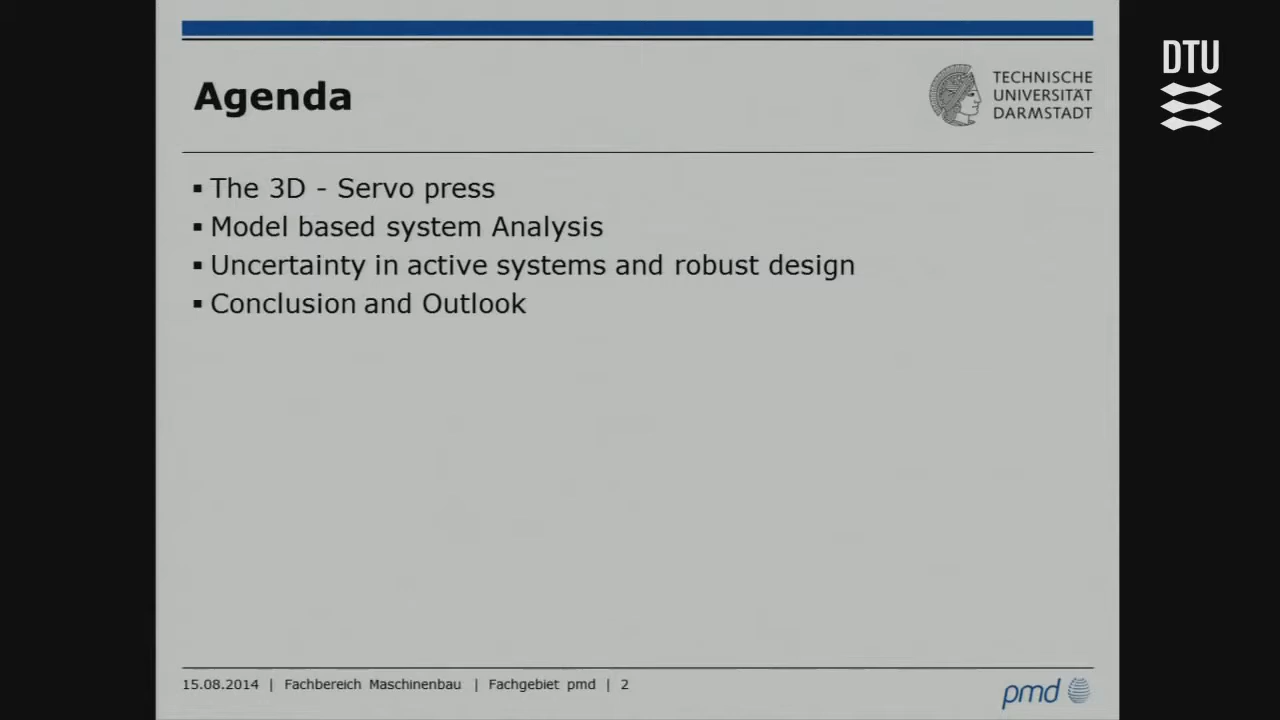 DTU
Agenda
TECHNISCHE
UNIVERSITÄT
DARMSTADT
▪ The 3D - Servo press
▪ Model based system Analysis
▪ Uncertainty in active systems and robust design
▪ Conclusion and Outlook
15.08.2014 | Fachbereich Maschinenbau | Fachgebiet pmd | 2
pmd